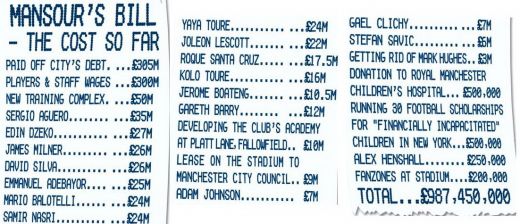 MANSOUR'S BILL
- THE COST SO FAR
PAID OFF CITY'S DEBT. ...£305M
PLAYERS & STAFF WAGES ...£300M
NEW TRAINING COMPLEX. ...£50M
SERGIO AGUERO........ ...£35M
EDIN DZEKO........... ...£27M
JAMES MILNER......... ...£26M
DAVID SILVA.......... ...£26M
EMMANUEL ADEBAYOR.... ...£25M
MARIO BALOTELLI...... ...£24M
SAMIR NASRI.......... ...£24M
YAYA TOURE........... ...£24M
JOLEON LESCOTT....... ...£22M
ROQUE SANTA CRUZ..... ...£17.5M
KOLO TOURE........... ...£16M
JEROME BOATENG....... ...£10.5M
GARETH BARRY......... ...£12M
DEVELOPING THE CLUB'S ACADEMY
AT PLATT LANE, FALLOWFIELD.. £10M
LEASE ON THE STADIUM TO
MANCHESTER CITY COUNCIL.. £9M
ADAM JOHNSON......... ...£7M
GAEL CLICHY.......... ...£7M
STEFAN SAVIC......... ...£6M
GETTING RID OF MARK HUGHES..£3M
DONATION TO ROYAL MANCHESTER
CHILDREN'S HOSPITAL... £500,000
RUNNING 30 FOOTBALL SCHOLARSHIPS
FOR "FINANCIALLY INCAPACITATED"
CHILDREN IN NEW YORK...£500,000
ALEX HENSHALL........ ..£250,000
FANZONES AT STADIUM....£200,000
TOTAL...£987,450,000